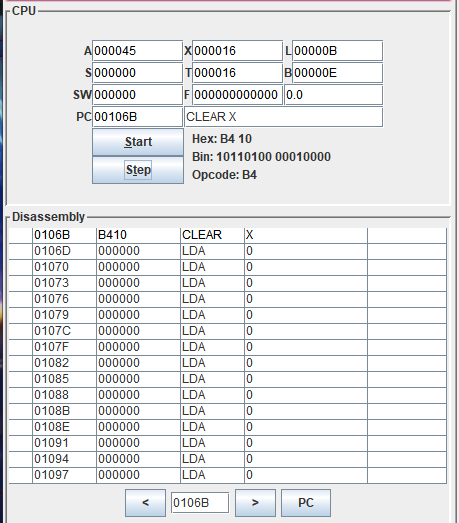 CPU
A 000045 X 000016 L 00000B
S 000000 T 000016 B 00000E
SW 000000 F 000000000000 0.0
PC 00106B CLEAR X
Start
Hex: B4 10
Bin: 10110100 00010000
Step
Opcode: B4
Disassembly
0106B B410 CLEAR X
0106D 000000 LDA 0
01070 000000 LDA 0
01073 000000 LDA 0
01076 000000 LDA 0
01079 000000 LDA 0
0107C 000000 LDA 0
0107F 000000 LDA 0
01082 000000 LDA 0
01085 000000 LDA 0
01088 000000 LDA 0
0108B 000000 LDA 0
0108E 000000 LDA 0
01091 000000 LDA 0
01094 000000 LDA 0
01097 000000 LDA 0
< 0106B > PC